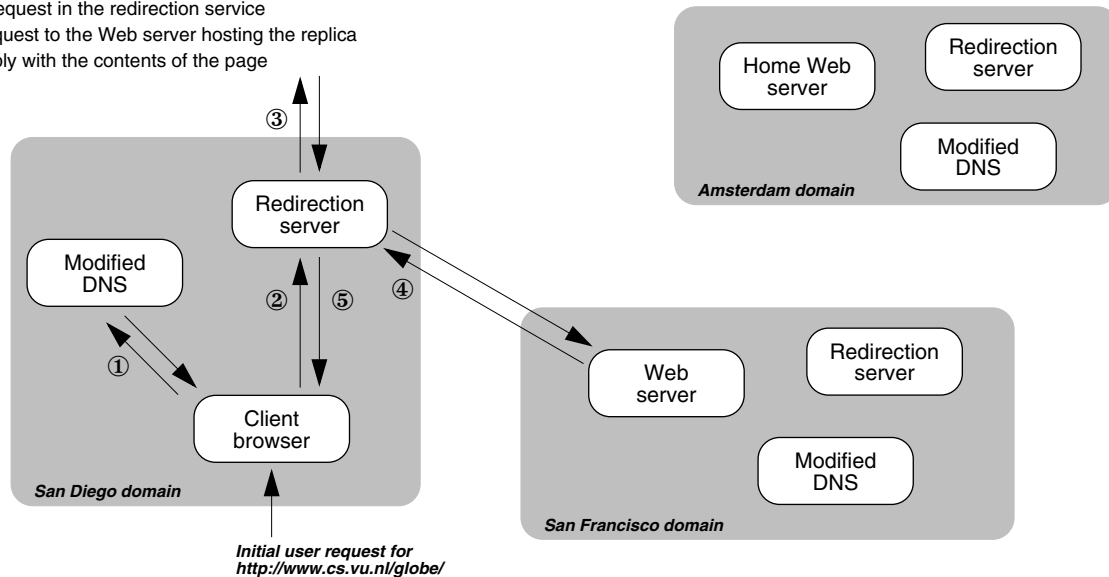 request in the redirection service
quest to the Web server hosting the replica
ply with the contents of the page
Home Web
server
Redirection
server
Modified
DNS
Amsterdam domain
③
Redirection
server
Modified
DNS
②
⑤
④
①
Client
browser
San Diego domain
Web
server
Redirection
server
Modified
DNS
San Francisco domain
Initial user request for
http://www.cs.vu.nl/globe/